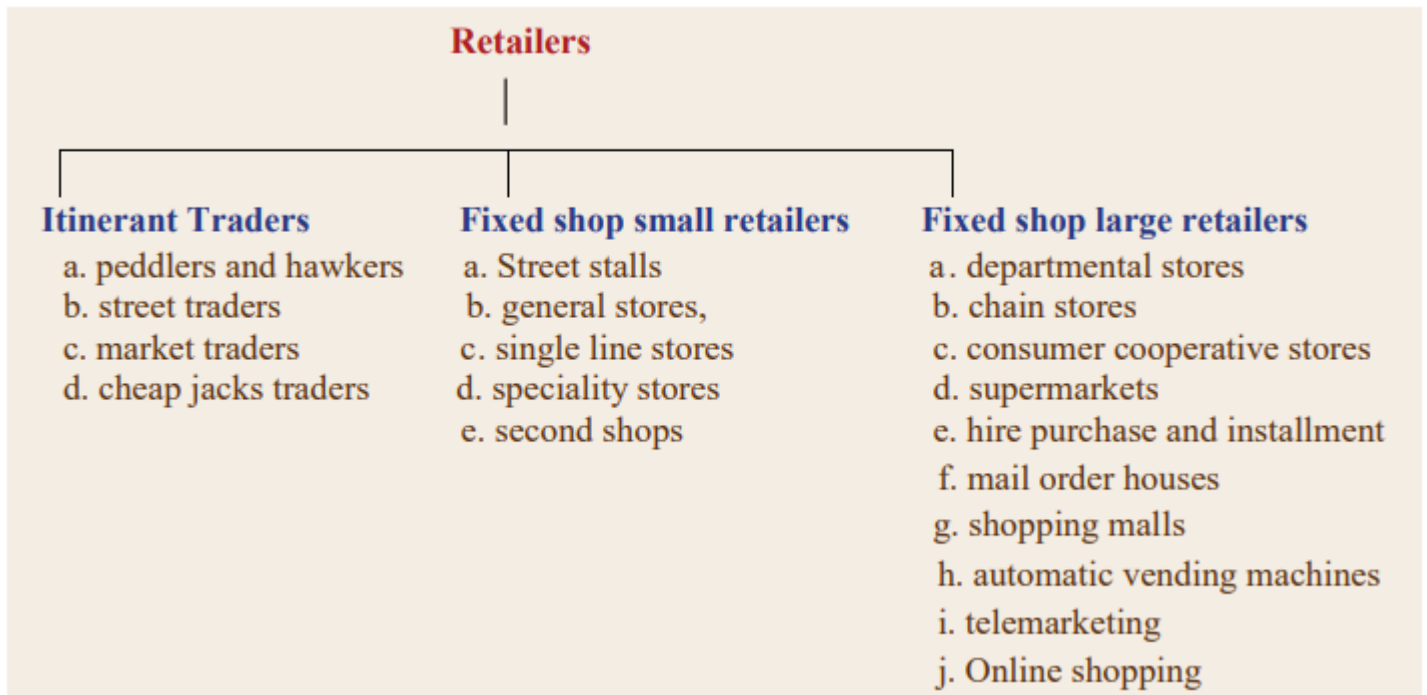 Retailers
Itinerant Traders
a. peddlers and hawkers
b. street traders
c. market traders
d. cheap jacks traders
Fixed shop small retailers
a. Street stalls
b. general stores,
c. single line stores
d. speciality stores
e. second shops
Fixed shop large retailers
a. departmental stores
b. chain stores
c. consumer cooperative stores
d. supermarkets
e. hire purchase and installment
f. mail order houses
g. shopping malls
h. automatic vending machines
i. telemarketing
j. Online shopping